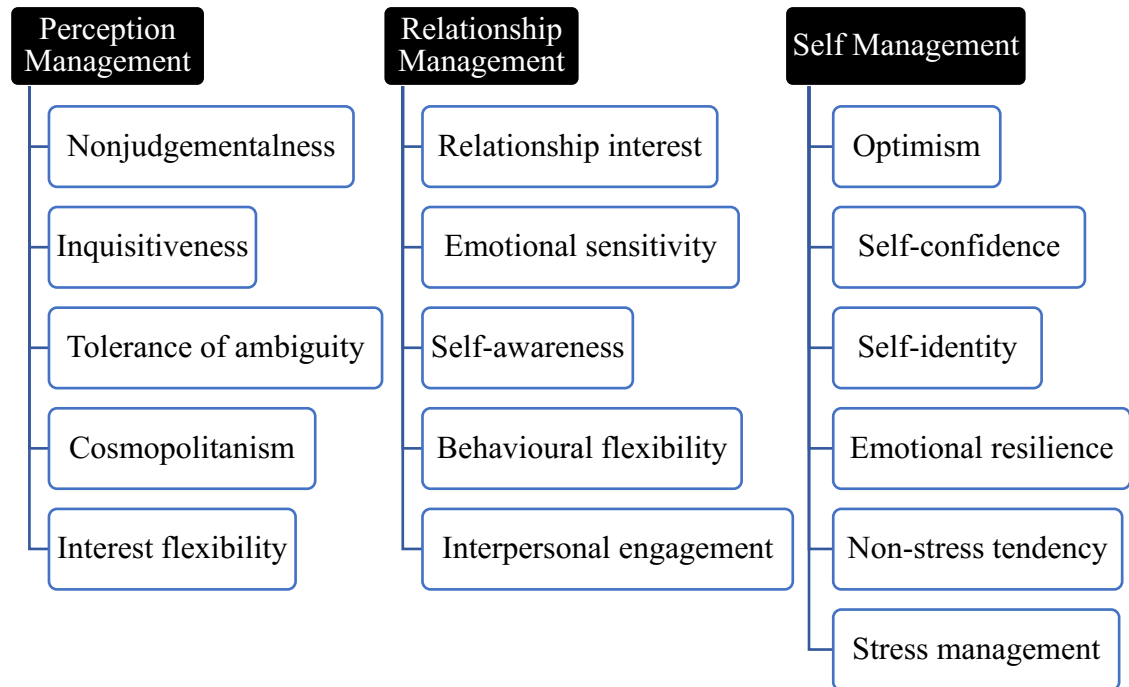 Perception
Management
Nonjudgementalness
Inquisitiveness
Tolerance of ambiguity
Cosmopolitanism
Interest flexibility
Relationship
Management
Relationship interest
Emotional sensitivity
Self-awareness
Behavioural flexibility
Interpersonal engagement
Self Management
Optimism
Self-confidence
Self-identity
Emotional resilience
Non-stress tendency
Stress management